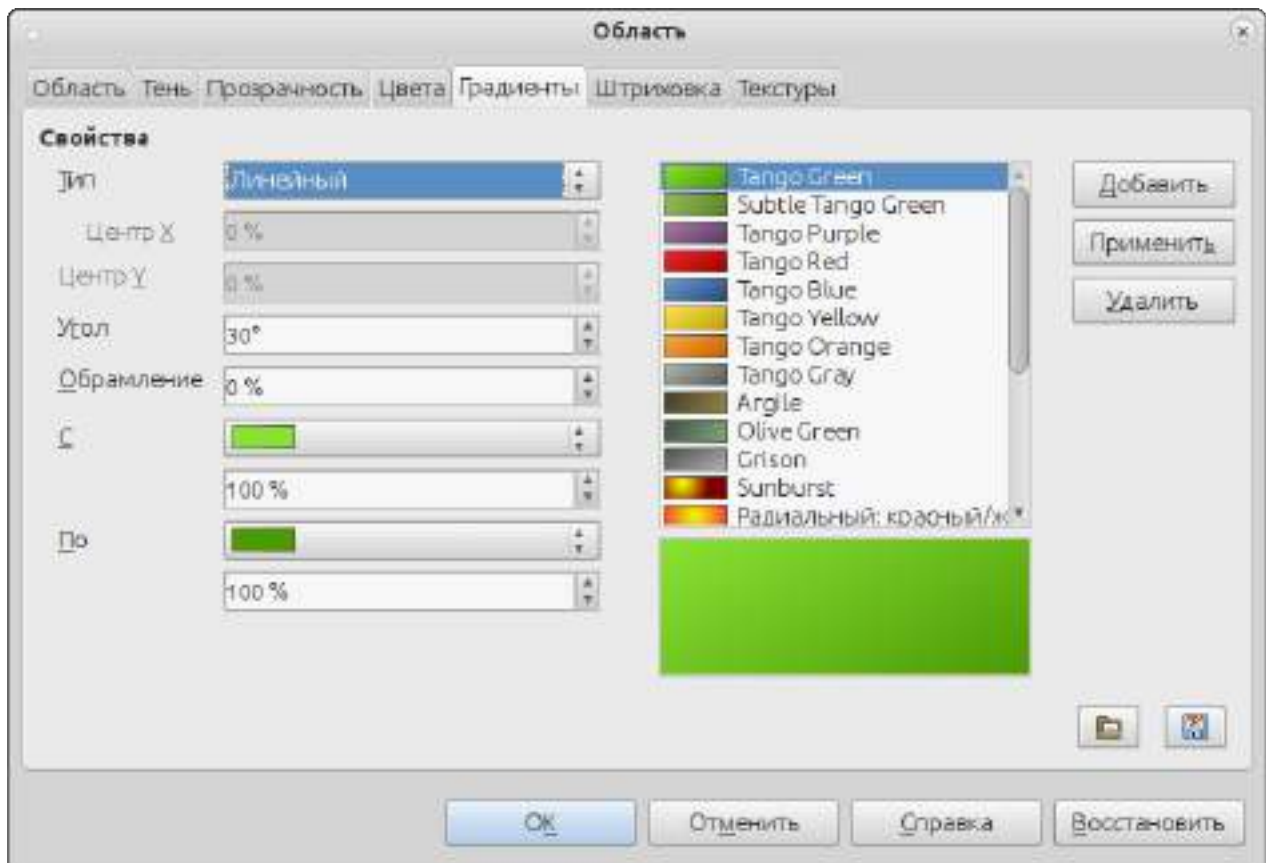 Область
Область Тень Прозрачность Цвета Градиенты Штриховка Текстуры
Свойства
Тип
Линейный
Центр X
0 %
Центр Y
0 %
Угол
30°
Обрамление
0 %
С
100 %
По
100 %
Tango Green
Subtle Tango Green
Tango Purple
Tango Red
Tango Blue
Tango Yellow
Tango Orange
Tango Gray
Argile
Olive Green
Grison
Sunburst
Радиальный: красный/ж
Добавить
Применить
Удалить
OK
Отменить
Справка
Восстановить